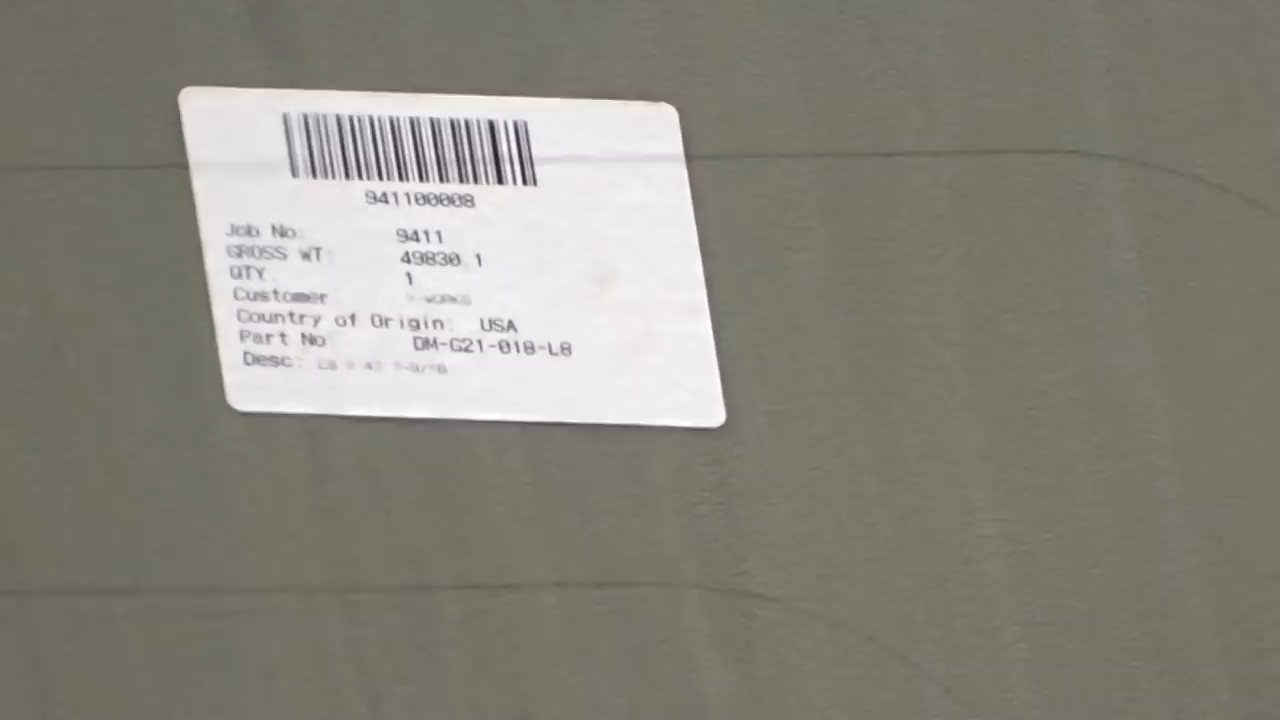 941100008
Job No: 9411
GROSS WT: 49830.1
QTY: 1
Customer
Country of Origin: USA
Part No: DM-G21-018-L8
Desc: